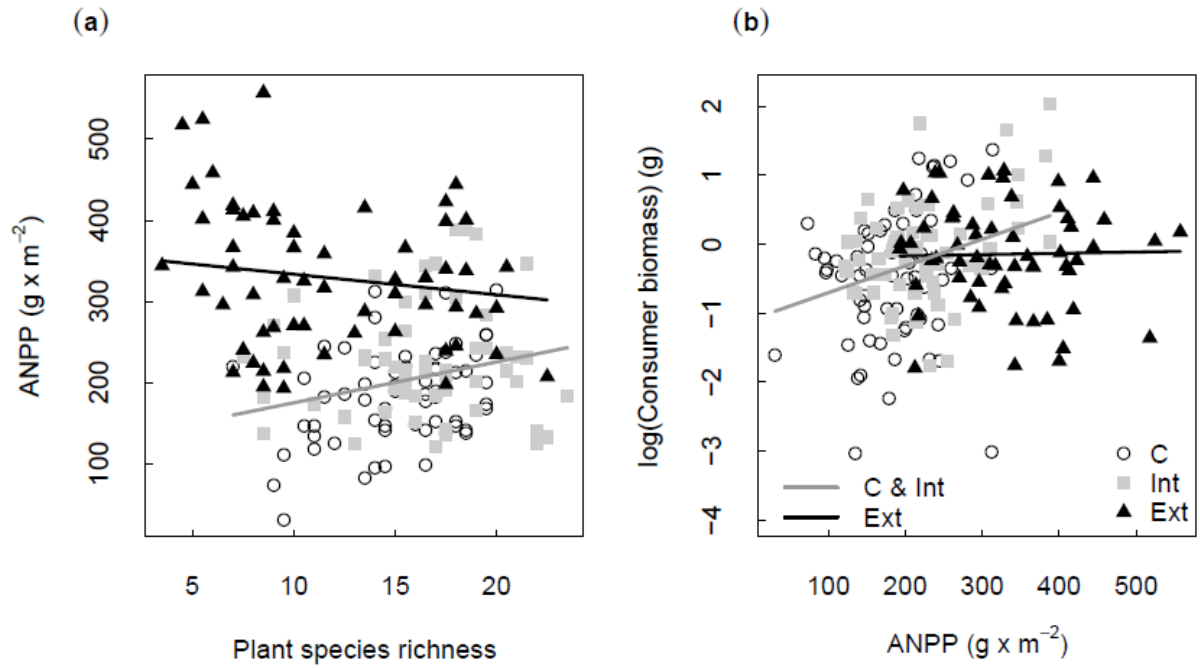 (a)
ANPP (g x m⁻²)
500
400
300
200
100
5 10 15 20
Plant species richness
(b)
log(Consumer biomass) (g)
2
1
0
−1
−2
−3
−4
C & Int
Ext
C
Int
Ext
100 200 300 400 500
ANPP (g x m⁻²)